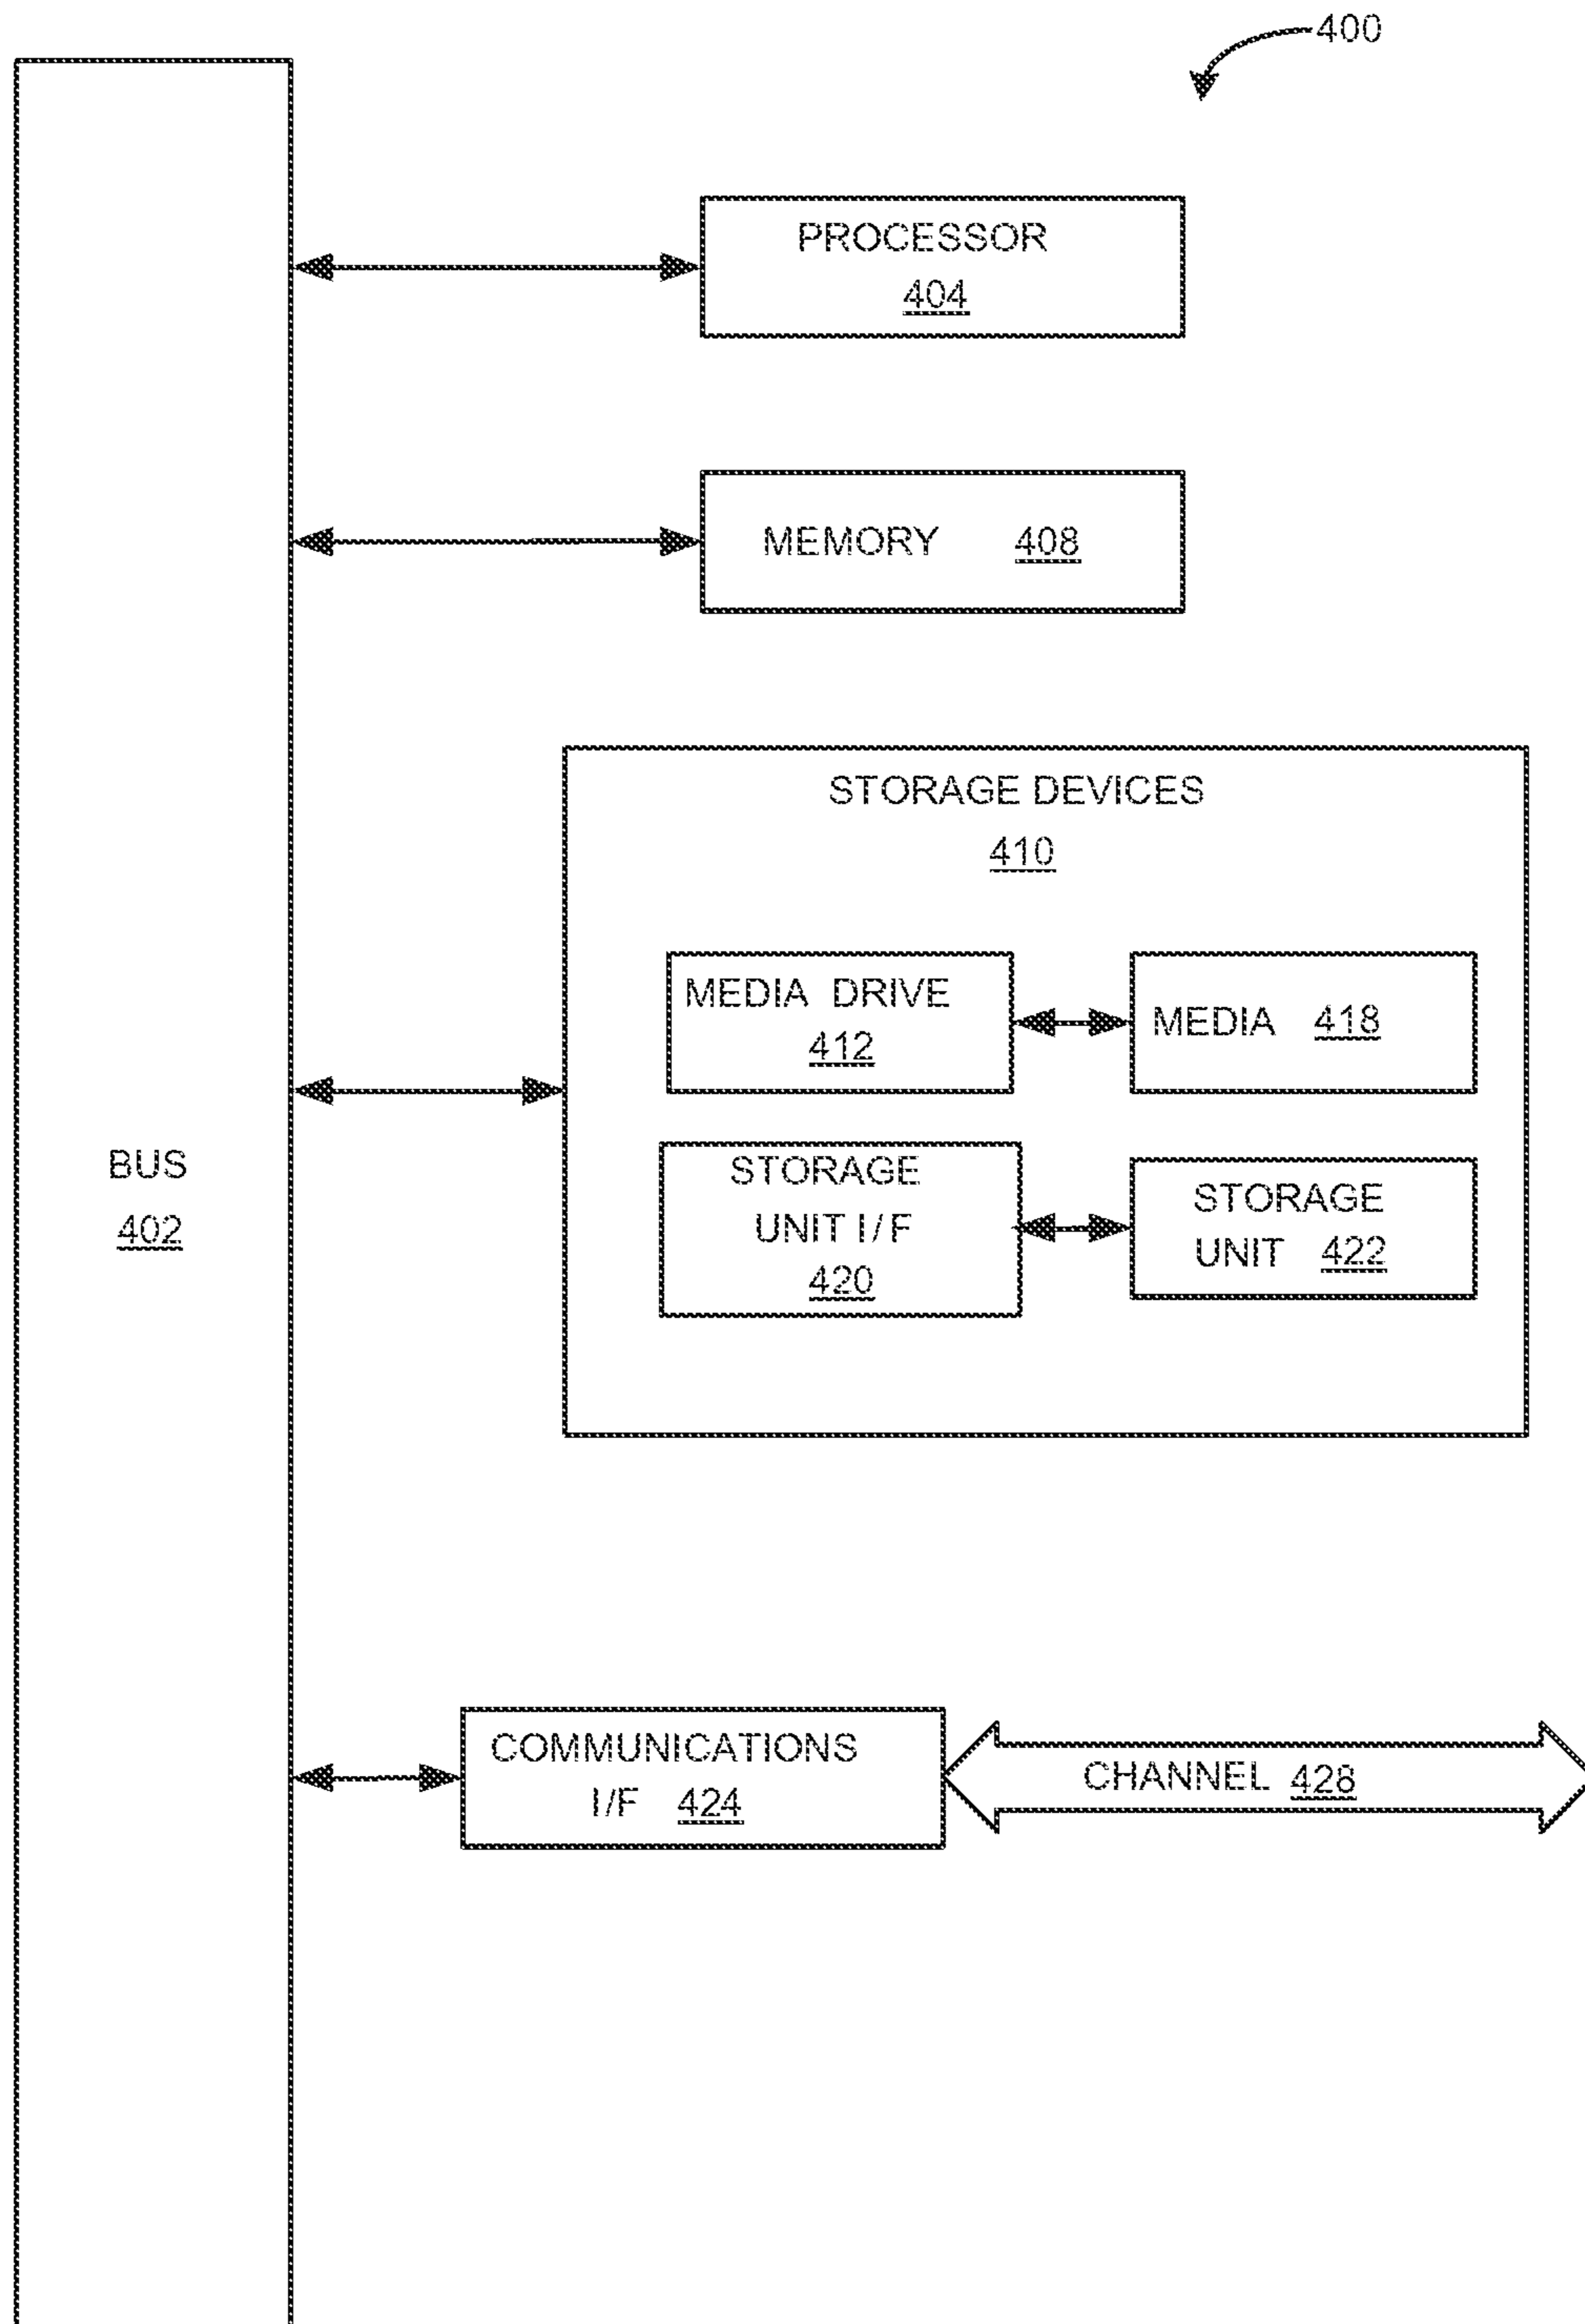 400
PROCESSOR
404
MEMORY 408
STORAGE DEVICES
410
MEDIA DRIVE
412
MEDIA 418
STORAGE
UNIT I/F
420
STORAGE
UNIT 422
BUS
402
COMMUNICATIONS
I/F 424
CHANNEL 428